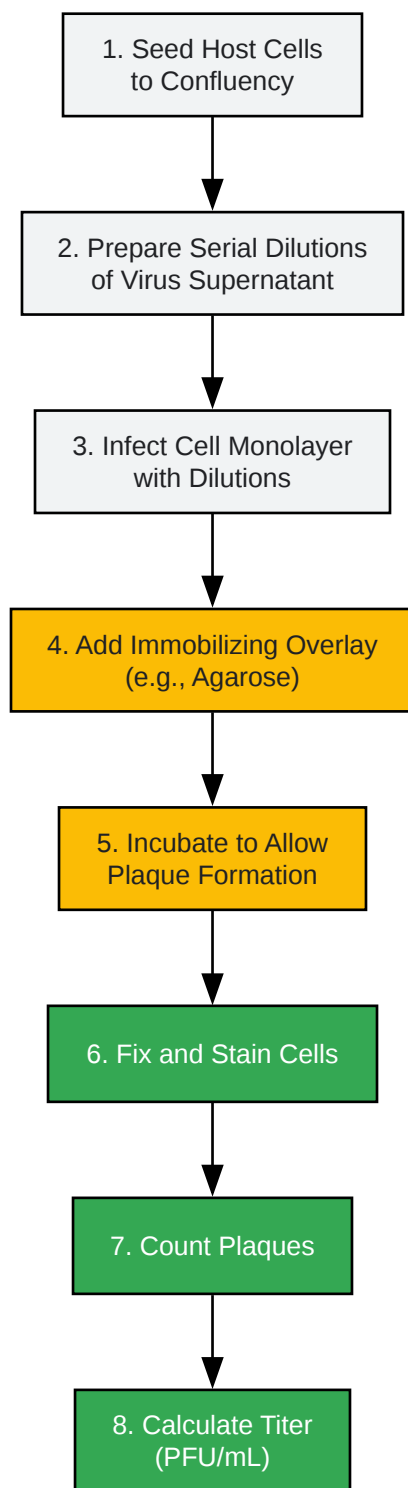 1. Seed Host Cells
to Confluency
2. Prepare Serial Dilutions
of Virus Supernatant
3. Infect Cell Monolayer
with Dilutions
4. Add Immobilizing Overlay
(e.g., Agarose)
5. Incubate to Allow
Plaque Formation
6. Fix and Stain Cells
7. Count Plaques
8. Calculate Titer
(PFU/mL)